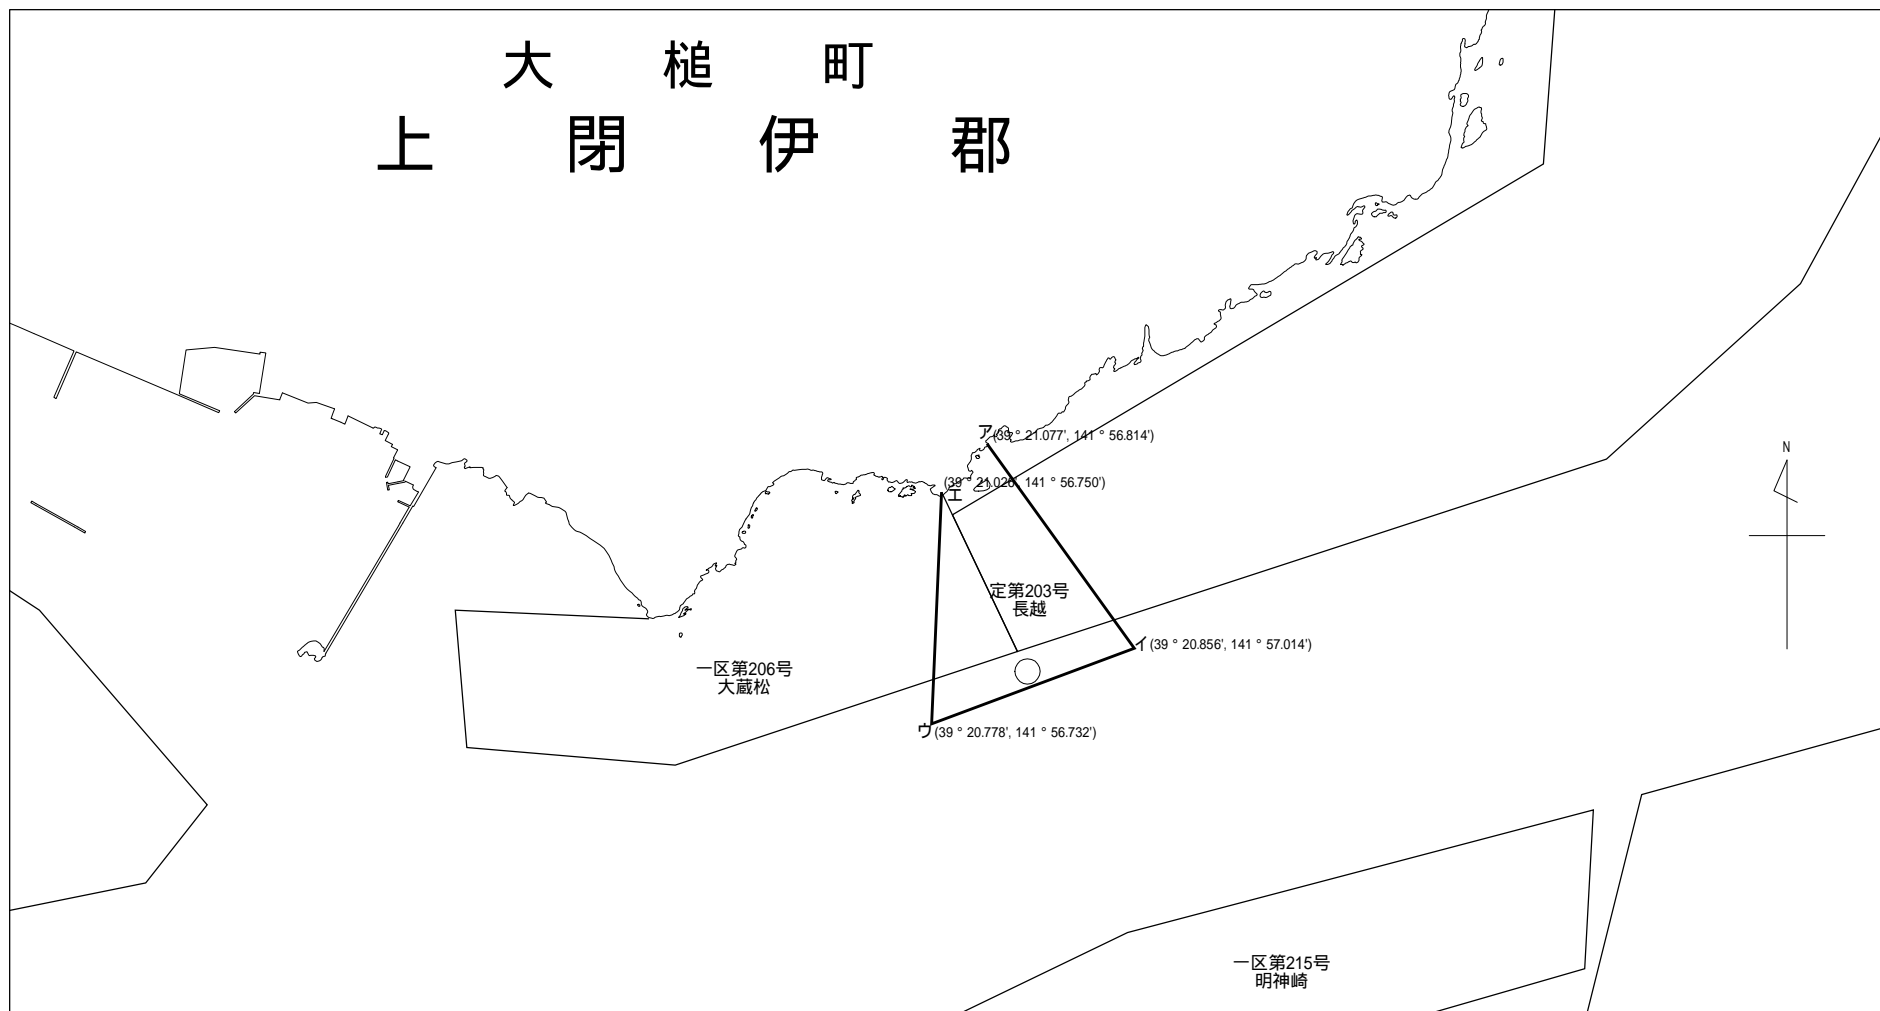 大槌町
上閉伊郡
N
ア(39 ° 21.077', 141 ° 56.814')
(39 ° 21.026', 141 ° 56.750')
エ
定第203号
長越
イ(39 ° 20.856', 141 ° 57.014')
一区第206号
大蔵松
ウ(39 ° 20.778', 141 ° 56.732')
一区第215号
明神崎